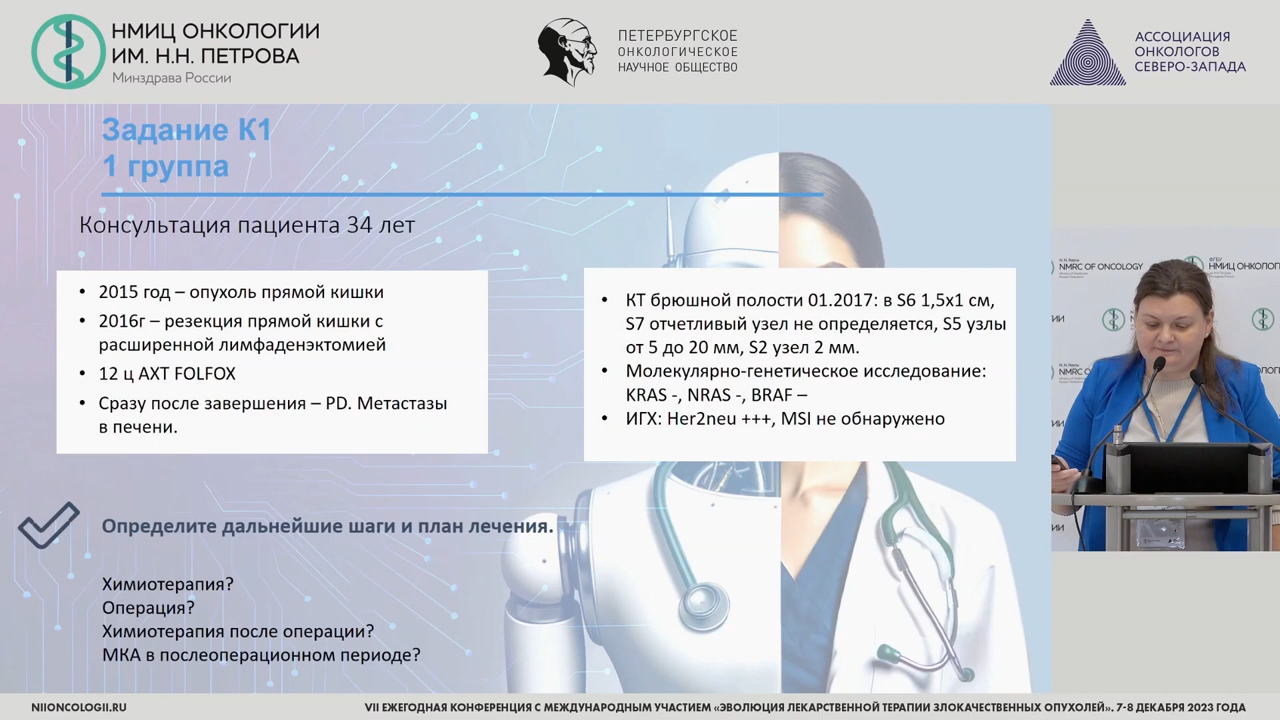 НМИЦ ОНКОЛОГИИ
ИМ. Н.Н. ПЕТРОВА
Минздрава России
ПЕТЕРБУРГСКОЕ
ОНКОЛОГИЧЕСКОЕ
НАУЧНОЕ ОБЩЕСТВО
АССОЦИАЦИЯ
ОНКОЛОГОВ
СЕВЕРО-ЗАПАДА
Задание К1
1 группа
Консультация пациента 34 лет
• 2015 год – опухоль прямой кишки
• 2016г – резекция прямой кишки с
расширенной лимфаденэктомией
• 12 ц АХТ FOLFOX
• Сразу после завершения – PD. Метастазы
в печени.
• КТ брюшной полости 01.2017: в S6 1,5х1 см,
S7 отчетливый узел не определяется, S5 узлы
от 5 до 20 мм, S2 узел 2 мм.
• Молекулярно-генетическое исследование:
KRAS -, NRAS -, BRAF –
• ИГХ: Her2neu +++, MSI не обнаружено
Определите дальнейшие шаги и план лечения.
Химиотерапия?
Операция?
Химиотерапия после операции?
МКА в послеоперационном периоде?
NMRC OF ONCOLOGY
ФГБУ
НМИЦ ОНКОЛОГ
NIIONCOLOGII.RU
VII ЕЖЕГОДНАЯ КОНФЕРЕНЦИЯ С МЕЖДУНАРОДНЫМ УЧАСТИЕМ «ЭВОЛЮЦИЯ ЛЕКАРСТВЕННОЙ ТЕРАПИИ ЗЛОКАЧЕСТВЕННЫХ ОПУХОЛЕЙ». 7-8 ДЕКАБРЯ 2023 ГОДА